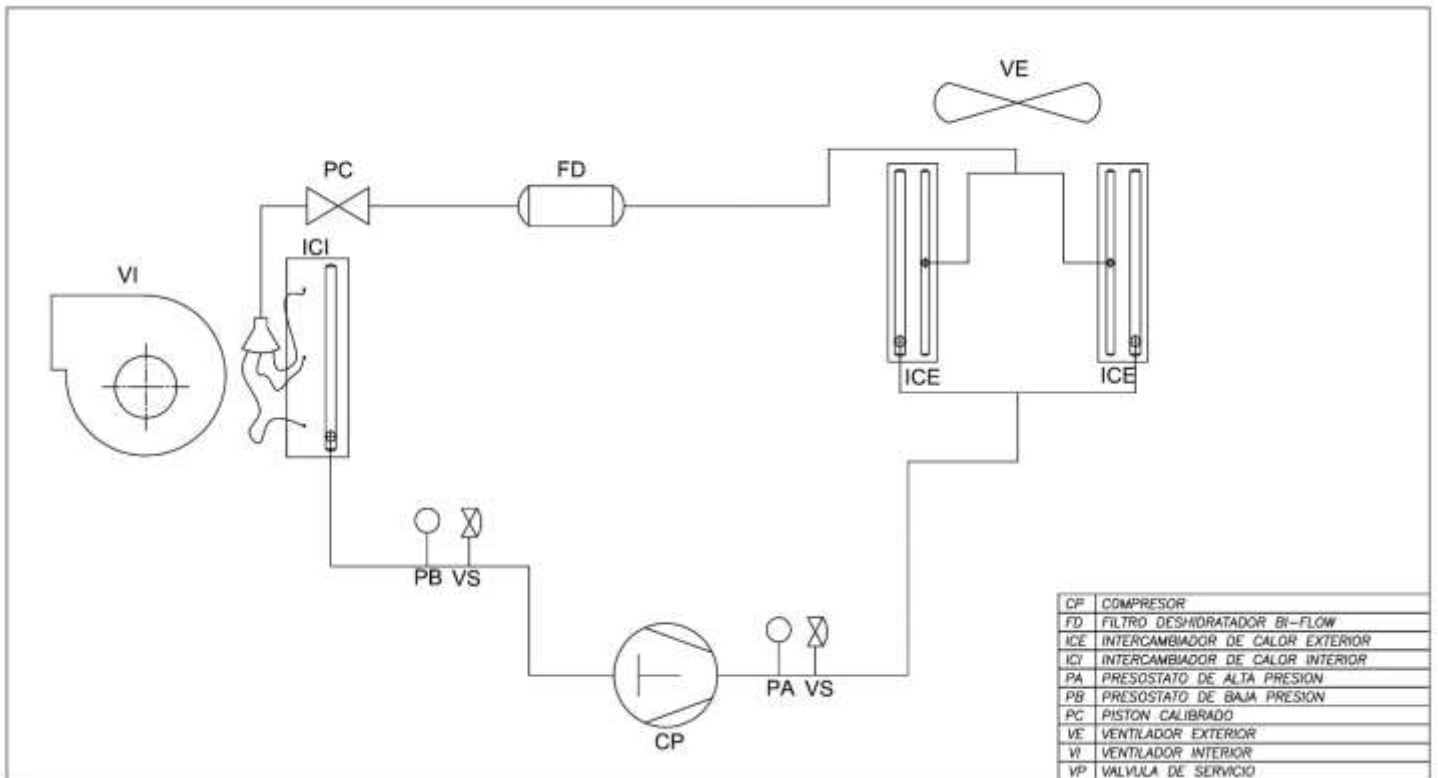 VE
PC
FD
ICI
VI
ICE
ICE
PB VS
PA VS
CP
CP COMPRESOR
FD FILTRO DESHIDRATADOR BI-FLOW
ICE INTERCAMBIADOR DE CALOR EXTERIOR
ICI INTERCAMBIADOR DE CALOR INTERIOR
PA PRESOSTATO DE ALTA PRESION
PB PRESOSTATO DE BAJA PRESION
PC PISTON CALIBRADO
VE VENTILADOR EXTERIOR
VI VENTILADOR INTERIOR
VP VALVULA DE SERVICIO